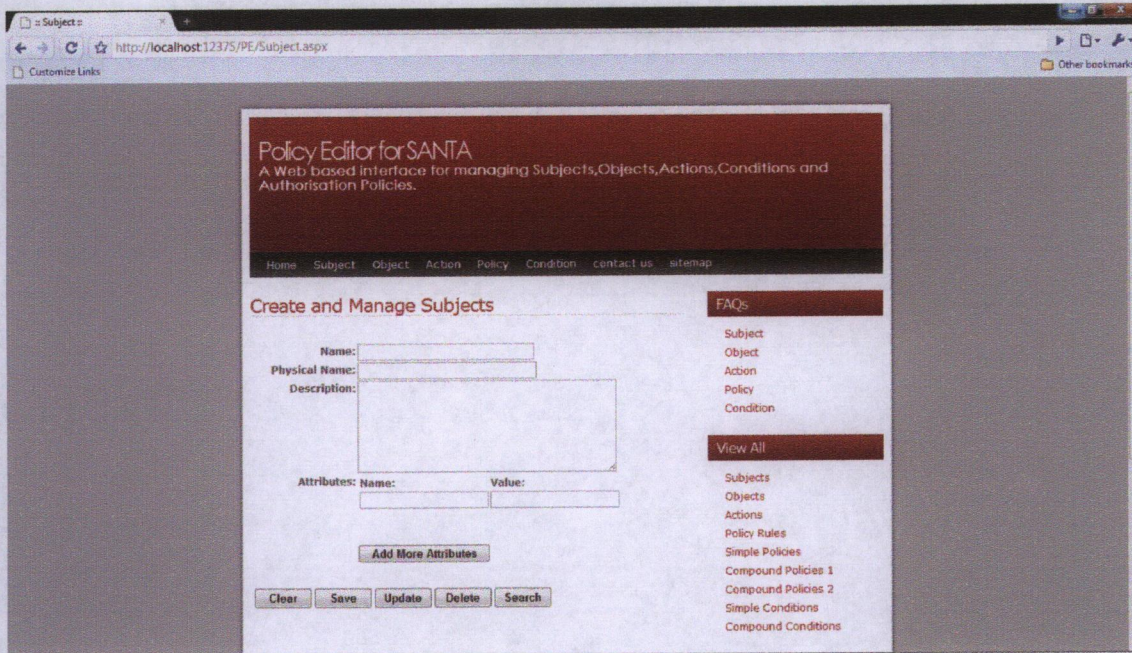 :: Subject ::
http://localhost:12375/PE/Subject.aspx
Customize Links
Other bookmarks
Policy Editor for SANTA
A Web based interface for managing Subjects,Objects,Actions,Conditions and
Authorisation Policies.
Home Subject Object Action Policy Condition contact us sitemap
Create and Manage Subjects
Name:
Physical Name:
Description:
Attributes: Name: Value:
Add More Attributes
Clear Save Update Delete Search
FAQs
Subject
Object
Action
Policy
Condition
View All
Subjects
Objects
Actions
Policy Rules
Simple Policies
Compound Policies 1
Compound Policies 2
Simple Conditions
Compound Conditions